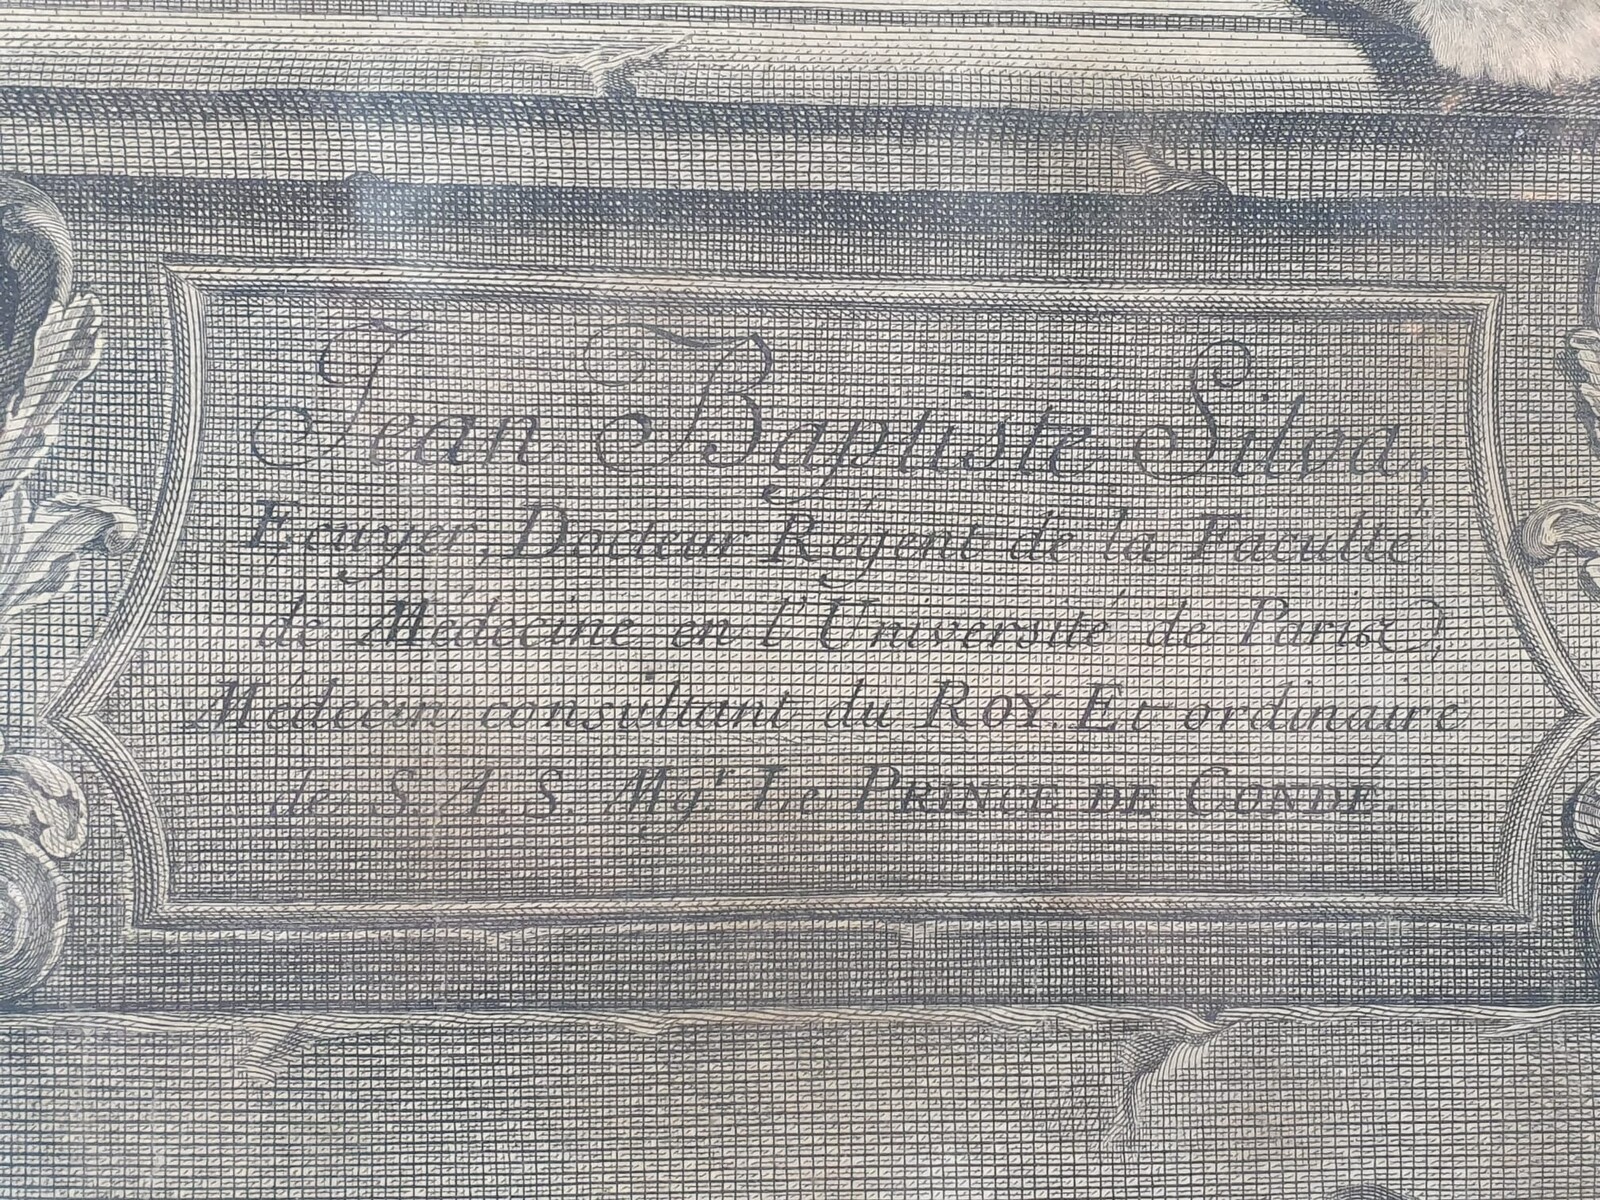 Jean Baptiste Silva,
Ecuyer, Docteur Régent de la Faculté
de Médecine en l'Université de Paris,
Médecin consultant du ROY. Et ordinaire
de S. A. S. Mgr. Le PRINCE DE CONDÉ.